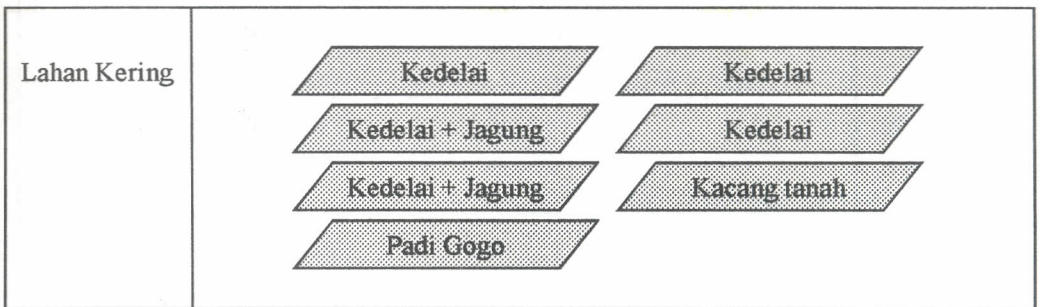 Lahan Kering
Kedelai
Kedelai
Kedelai + Jagung
Kedelai
Kedelai + Jagung
Kacang tanah
Padi Gogo